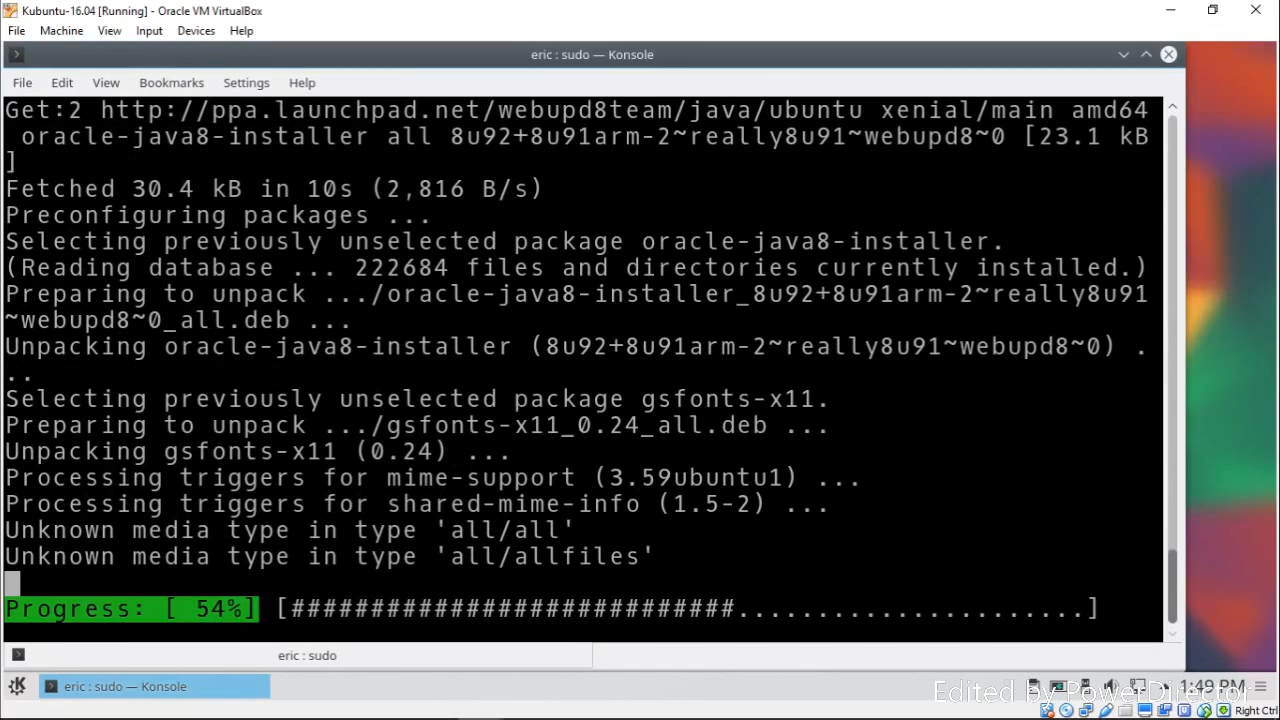 Kubuntu-16.04 [Running] - Oracle VM VirtualBox
File Machine View Input Devices Help
eric : sudo — Konsole
File Edit View Bookmarks Settings Help
Get:2 http://ppa.launchpad.net/webupd8team/java/ubuntu xenial/main amd64
oracle-java8-installer all 8u92+8u91arm-2~really8u91~webupd8~0 [23.1 kB
]
Fetched 30.4 kB in 10s (2,816 B/s)
Preconfiguring packages ...
Selecting previously unselected package oracle-java8-installer.
(Reading database ... 222684 files and directories currently installed.)
Preparing to unpack .../oracle-java8-installer_8u92+8u91arm-2~really8u91
~webupd8~0_all.deb ...
Unpacking oracle-java8-installer (8u92+8u91arm-2~really8u91~webupd8~0) .
..
Selecting previously unselected package gsfonts-x11.
Preparing to unpack .../gsfonts-x11_0.24_all.deb ...
Unpacking gsfonts-x11 (0.24) ...
Processing triggers for mime-support (3.59ubuntu1) ...
Processing triggers for shared-mime-info (1.5-2) ...
Unknown media type in type 'all/all'
Unknown media type in type 'all/allfiles'
Progress: [ 54%] [############################......................]
eric : sudo
eric : sudo — Konsole
1:49 PM
Edited By PowerDirector
Right Ctrl